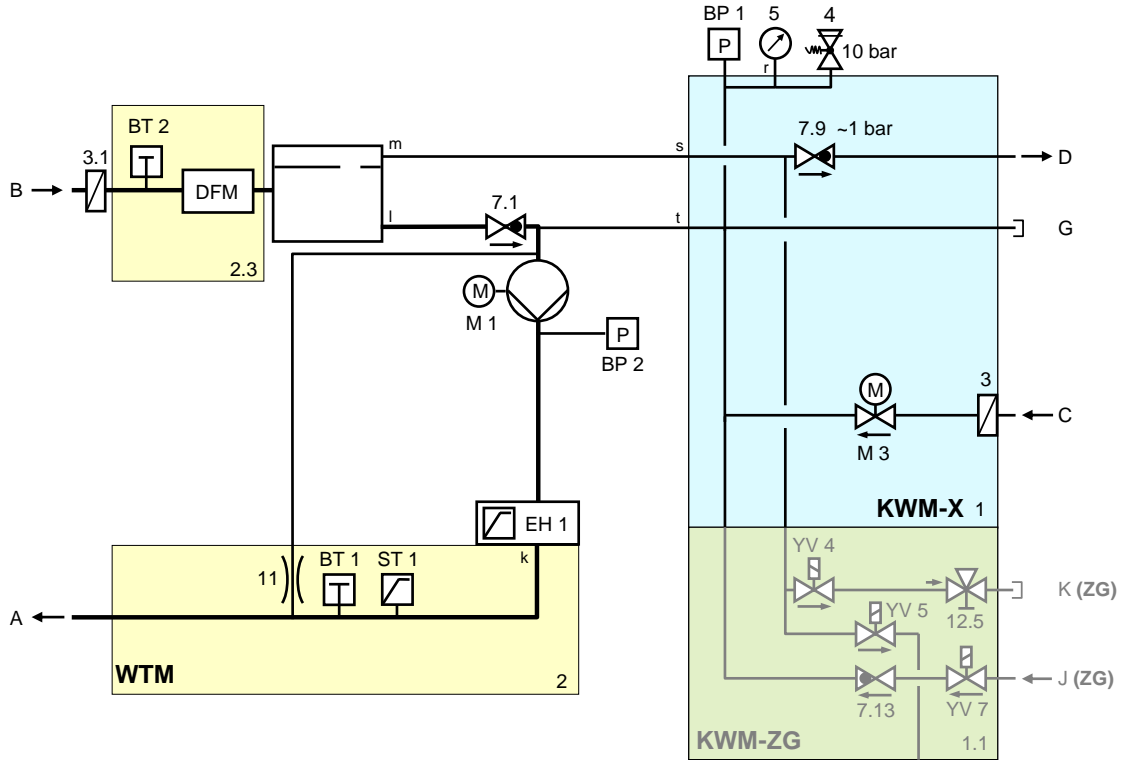 BP 1
5
4
P
10 bar
r
BT 2
3.1
m
s
7.9 ~1 bar
B
DFM
D
l
7.1
t
G
2.3
M
M 1
P
BP 2
M
3
C
M 3
EH 1
KWM-X 1
k
YV 4
11
BT 1
ST 1
K (ZG)
YV 5
12.5
A
WTM
2
J (ZG)
7.13
YV 7
KWM-ZG
1.1